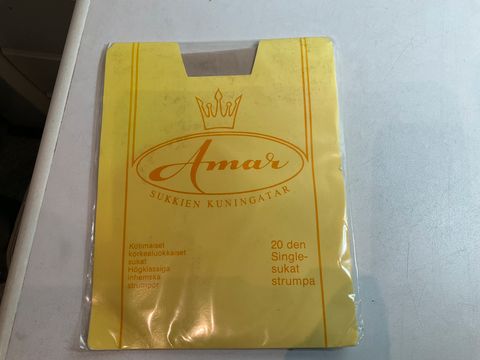 Amar
SUKKIEN KUNINGATAR
Kotimaiset
korkealuokkaiset
sukat
Högklassiga
inhemska
strumpor
20 den
Single-
sukat
strumpa